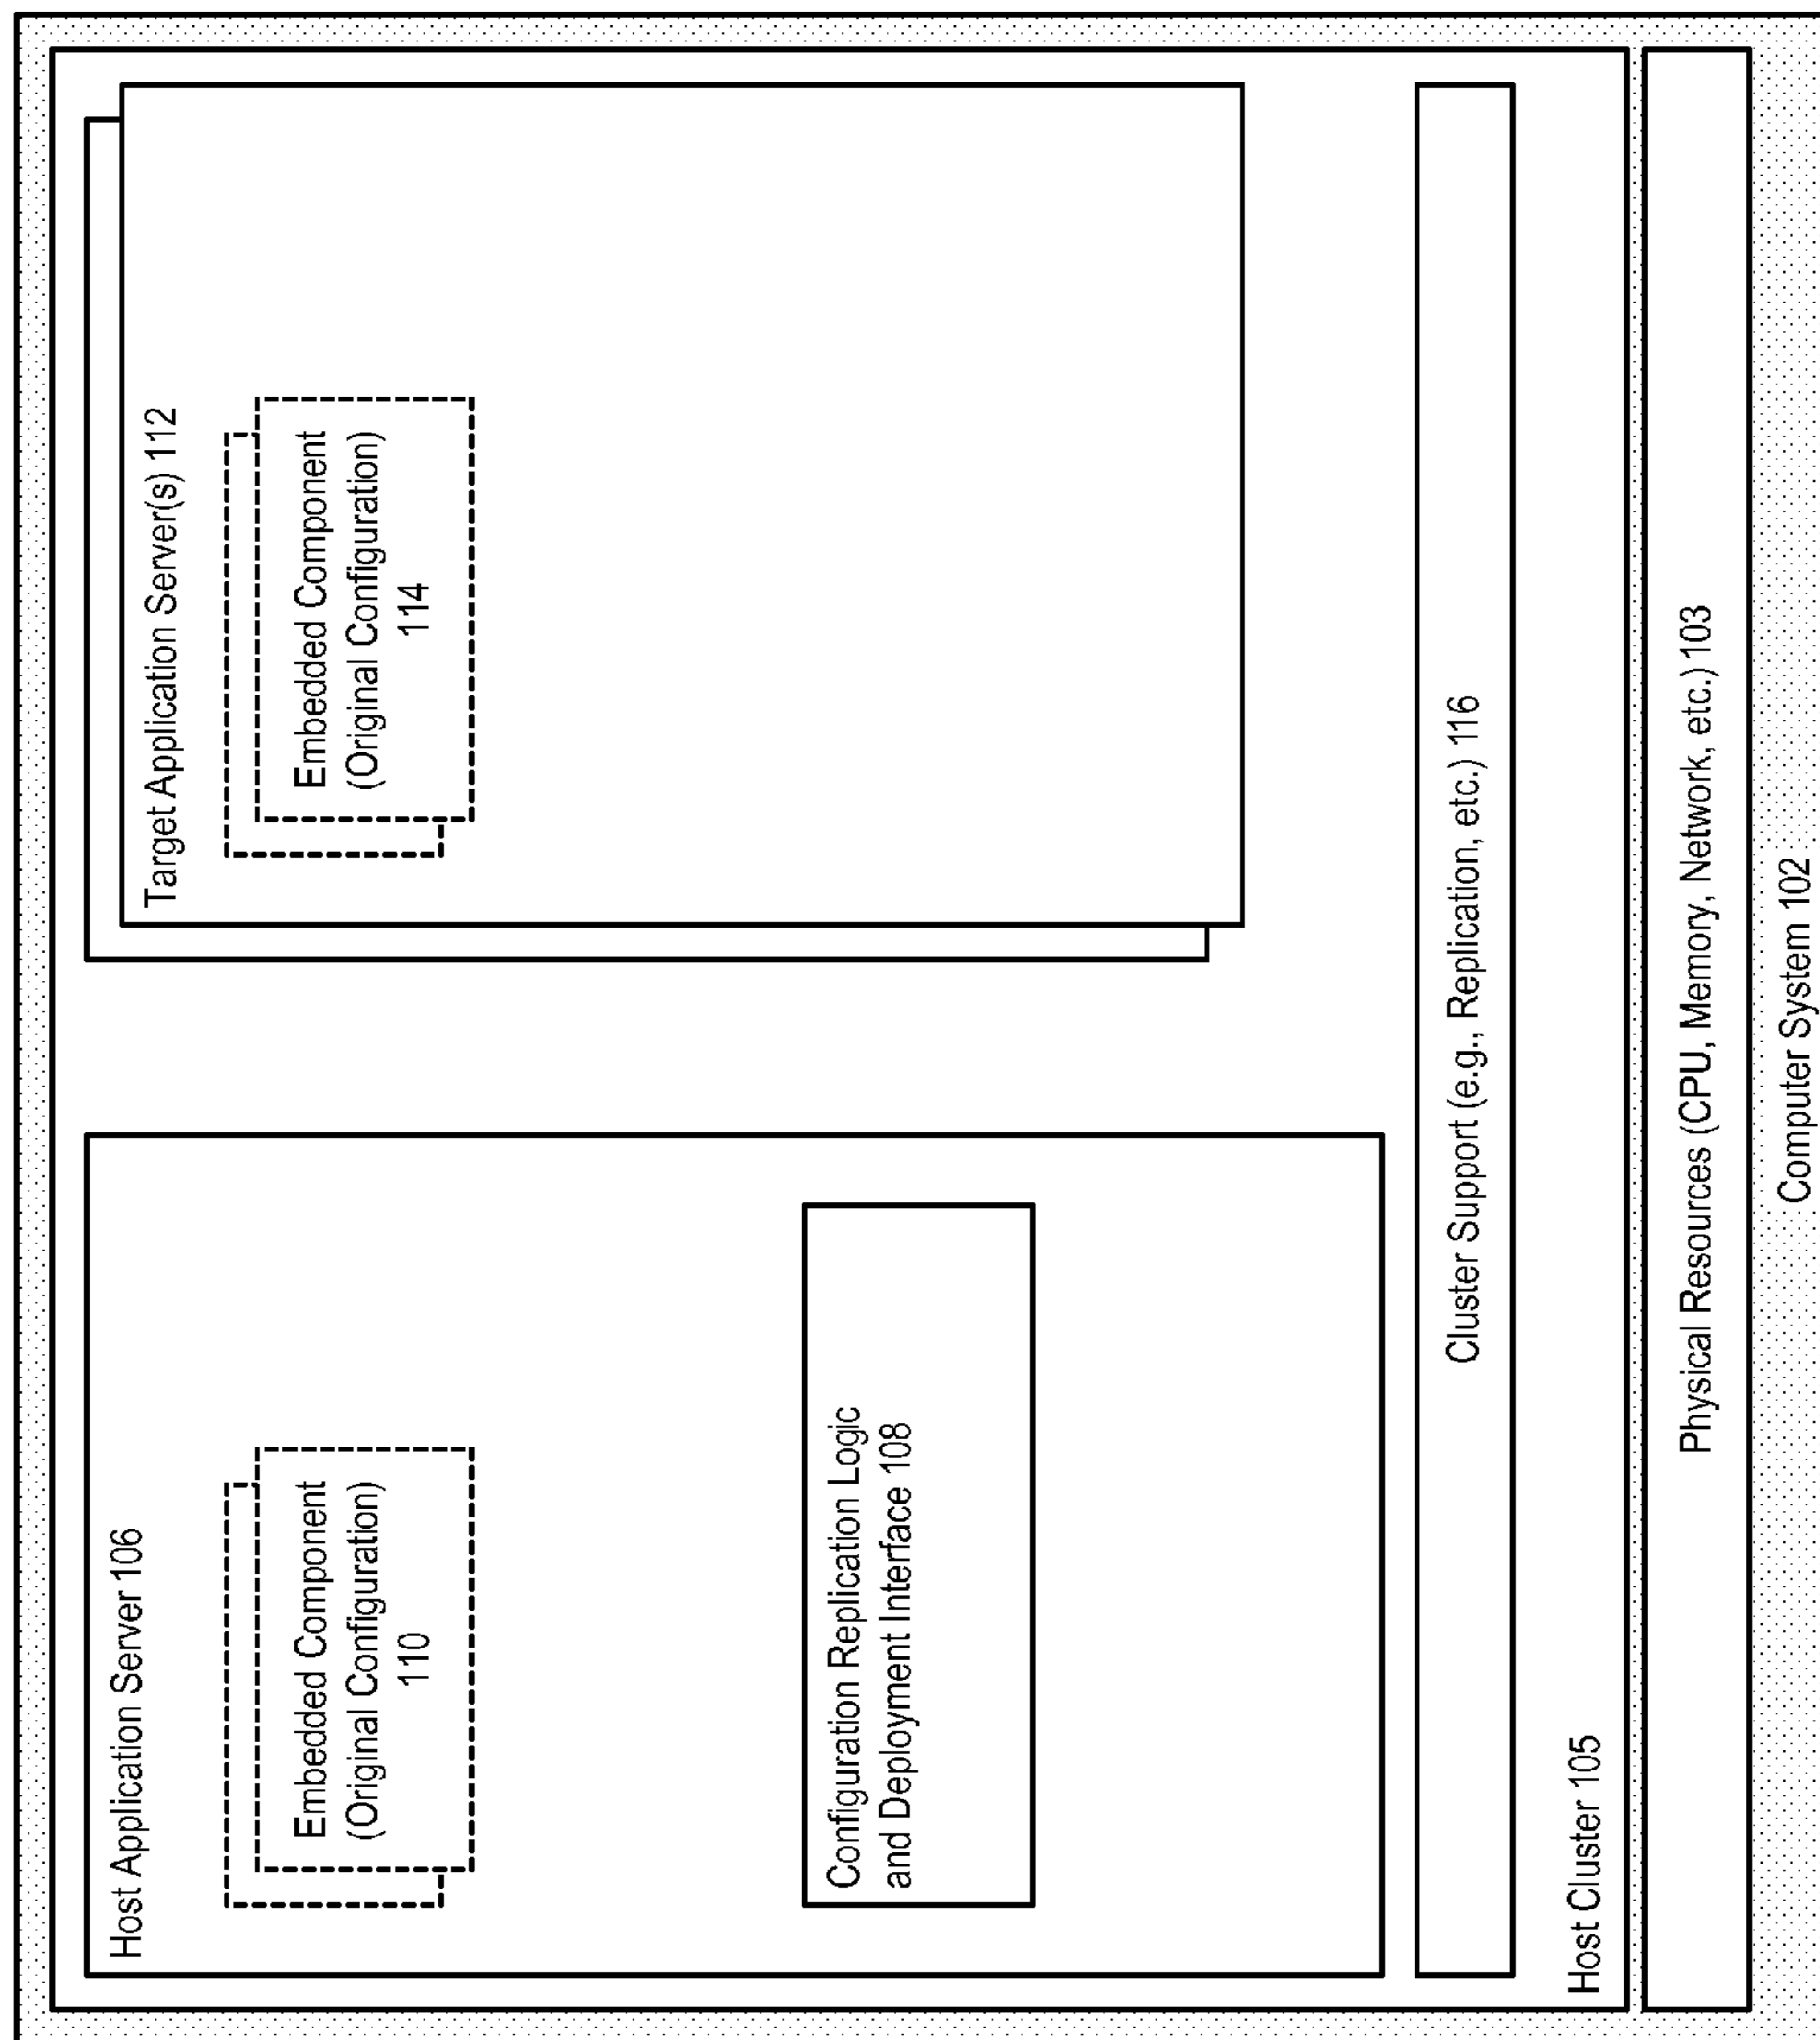 Host Application Server 106
Embedded Component
(Original Configuration)
110
Configuration Replication Logic
and Deployment Interface 108
Target Application Server(s) 112
Embedded Component
(Original Configuration)
114
Cluster Support (e.g., Replication, etc.) 116
Host Cluster 105
Physical Resources (CPU, Memory, Network, etc.) 103
Computer System 102